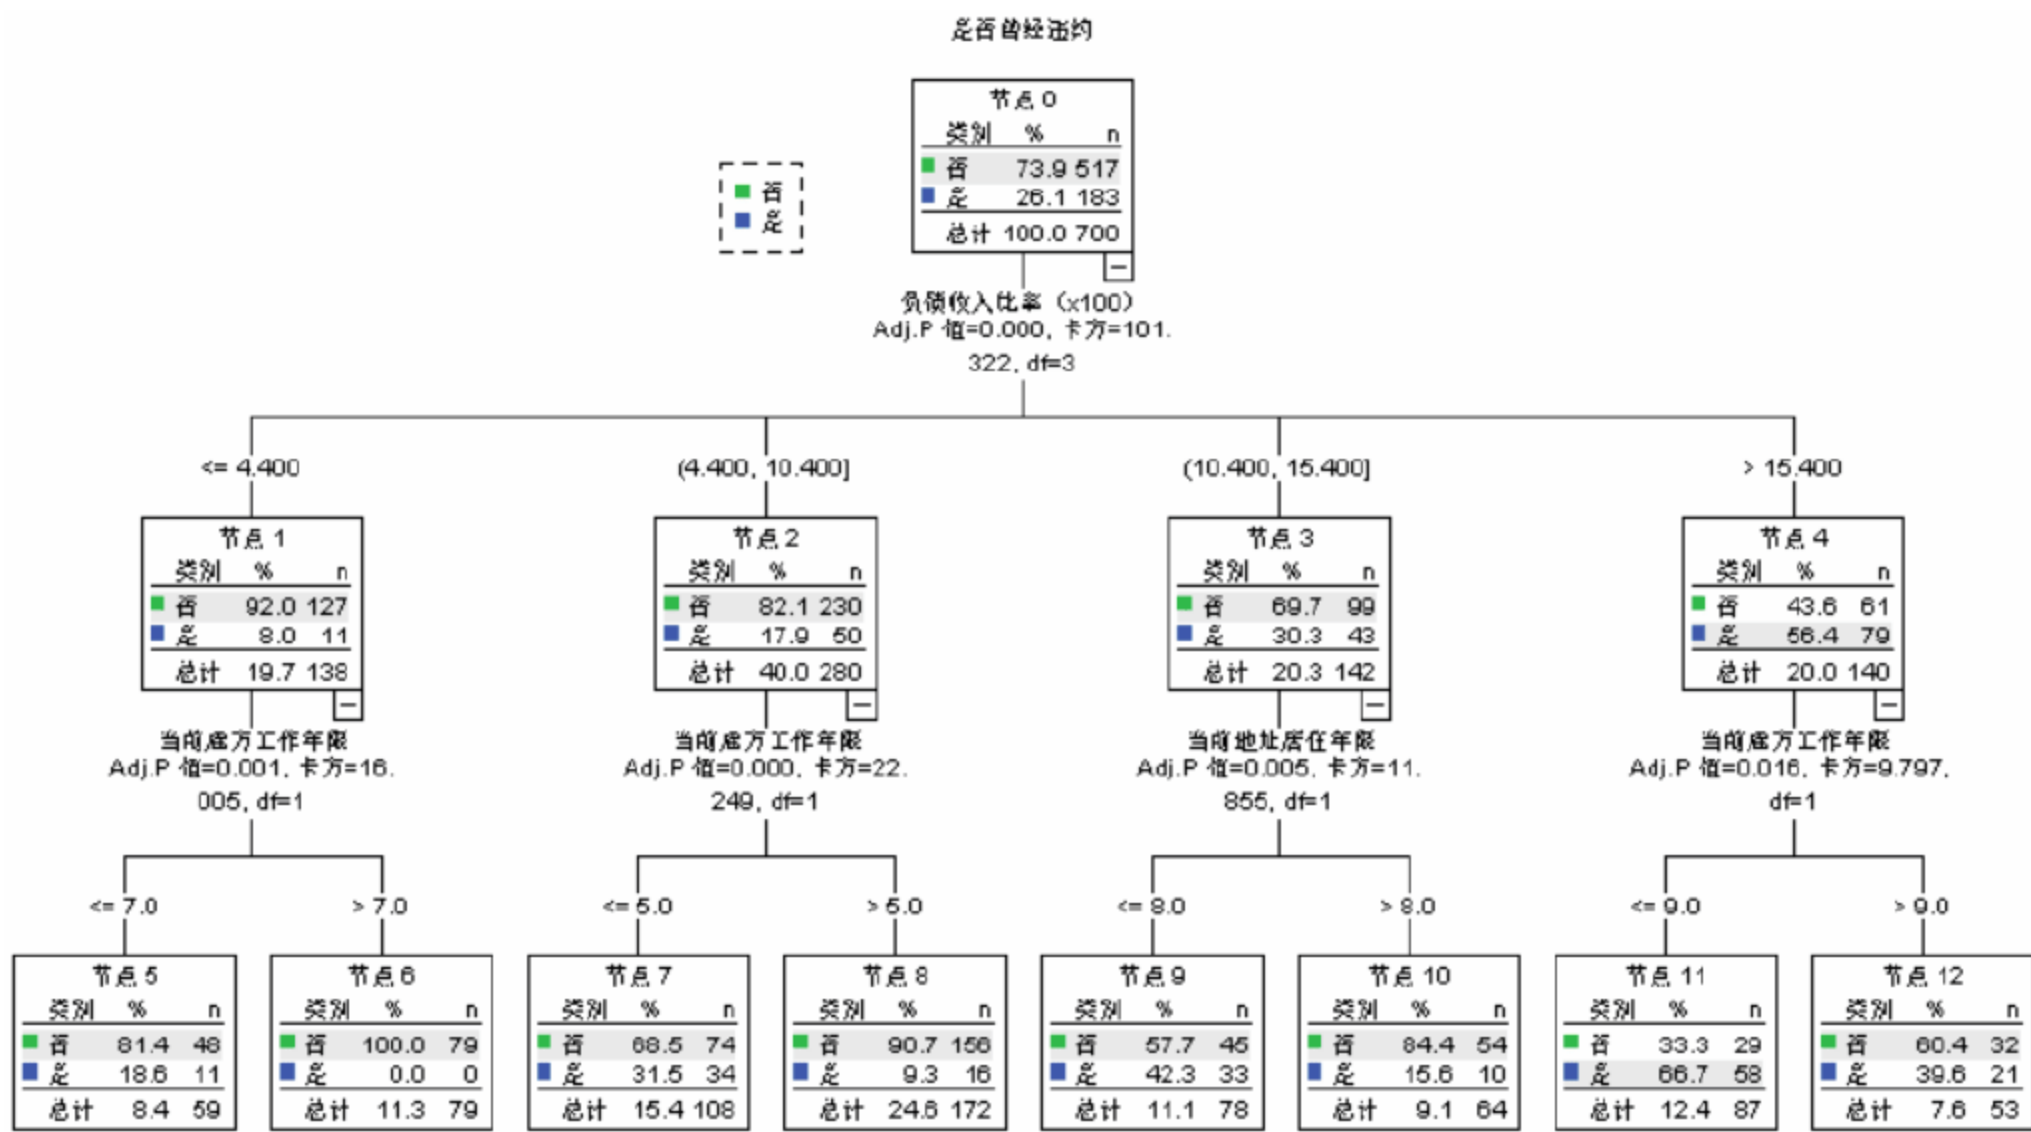 是否曾经违约
节点 0
类别 % n
否 73.9 517
是 26.1 183
总计 100.0 700
否
是
负债收入比率（x100）
Adj.P 值=0.000, 卡方=101.
322, df=3
<= 4.400
(4.400, 10.400]
(10.400, 15.400]
> 15.400
节点 1
类别 % n
否 92.0 127
是 8.0 11
总计 19.7 138
节点 2
类别 % n
否 82.1 230
是 17.9 50
总计 40.0 280
节点 3
类别 % n
否 69.7 99
是 30.3 43
总计 20.3 142
节点 4
类别 % n
否 43.6 61
是 56.4 79
总计 20.0 140
当前雇方工作年限
Adj.P 值=0.001, 卡方=16.
005, df=1
当前雇方工作年限
Adj.P 值=0.000, 卡方=22.
249, df=1
当前地址居住年限
Adj.P 值=0.005, 卡方=11.
855, df=1
当前雇方工作年限
Adj.P 值=0.016, 卡方=9.797,
df=1
<= 7.0
> 7.0
<= 5.0
> 5.0
<= 8.0
> 8.0
<= 9.0
> 9.0
节点 5
类别 % n
否 81.4 48
是 18.6 11
总计 8.4 59
节点 6
类别 % n
否 100.0 79
是 0.0 0
总计 11.3 79
节点 7
类别 % n
否 68.5 74
是 31.5 34
总计 15.4 108
节点 8
类别 % n
否 90.7 156
是 9.3 16
总计 24.6 172
节点 9
类别 % n
否 57.7 45
是 42.3 33
总计 11.1 78
节点 10
类别 % n
否 84.4 54
是 15.6 10
总计 9.1 64
节点 11
类别 % n
否 33.3 29
是 66.7 58
总计 12.4 87
节点 12
类别 % n
否 60.4 32
是 39.6 21
总计 7.6 53